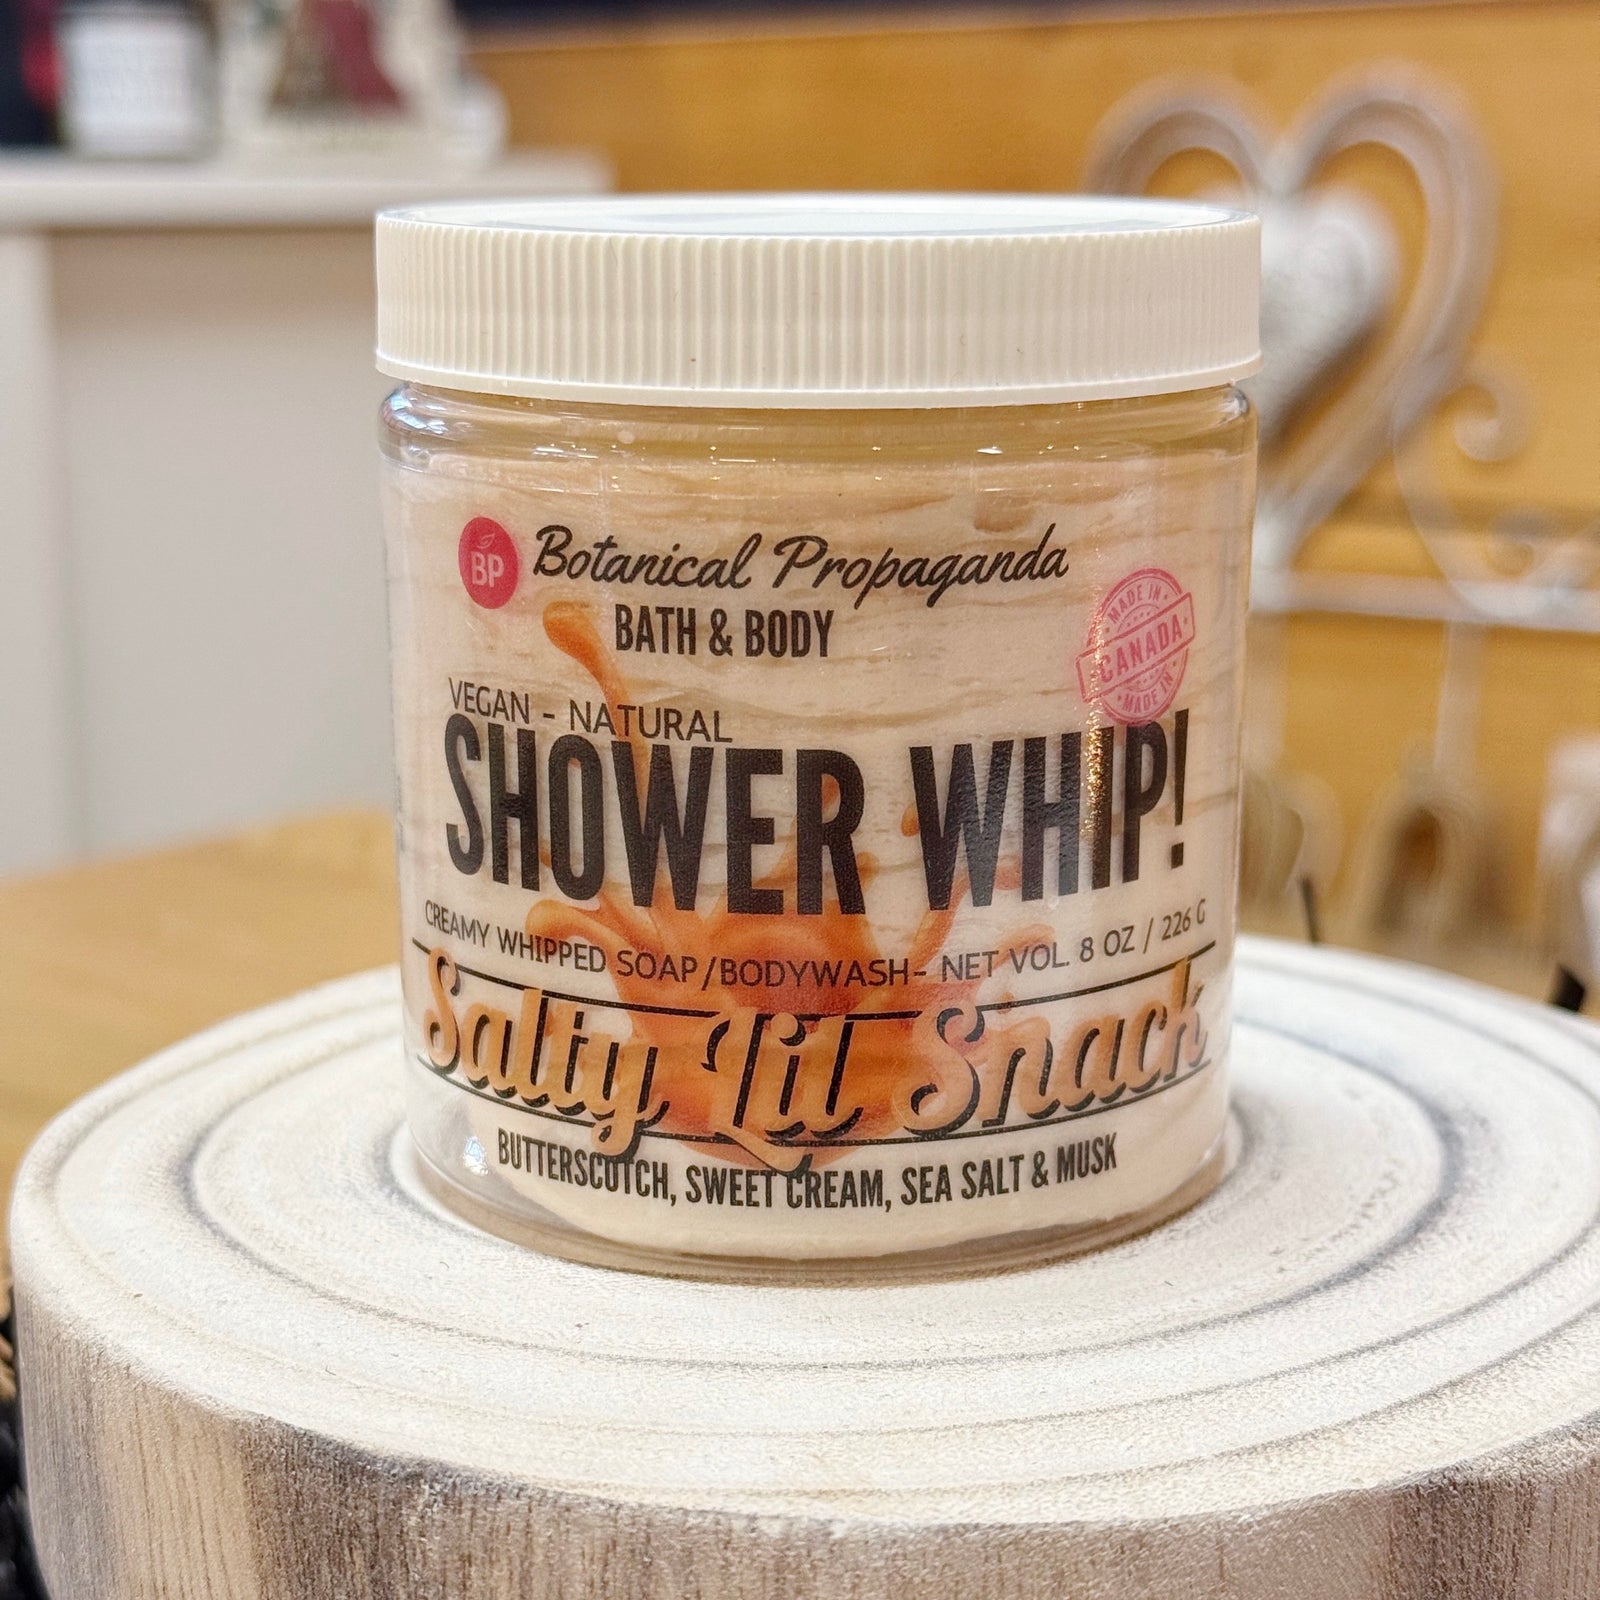 BP
Botanical Propaganda
BATH & BODY
MADE IN
CANADA
MADE IN
VEGAN - NATURAL
SHOWER WHIP!
CREAMY WHIPPED SOAP/BODYWASH- NET VOL. 8 OZ / 226 G
Salty Lil Snack
BUTTERSCOTCH, SWEET CREAM, SEA SALT & MUSK